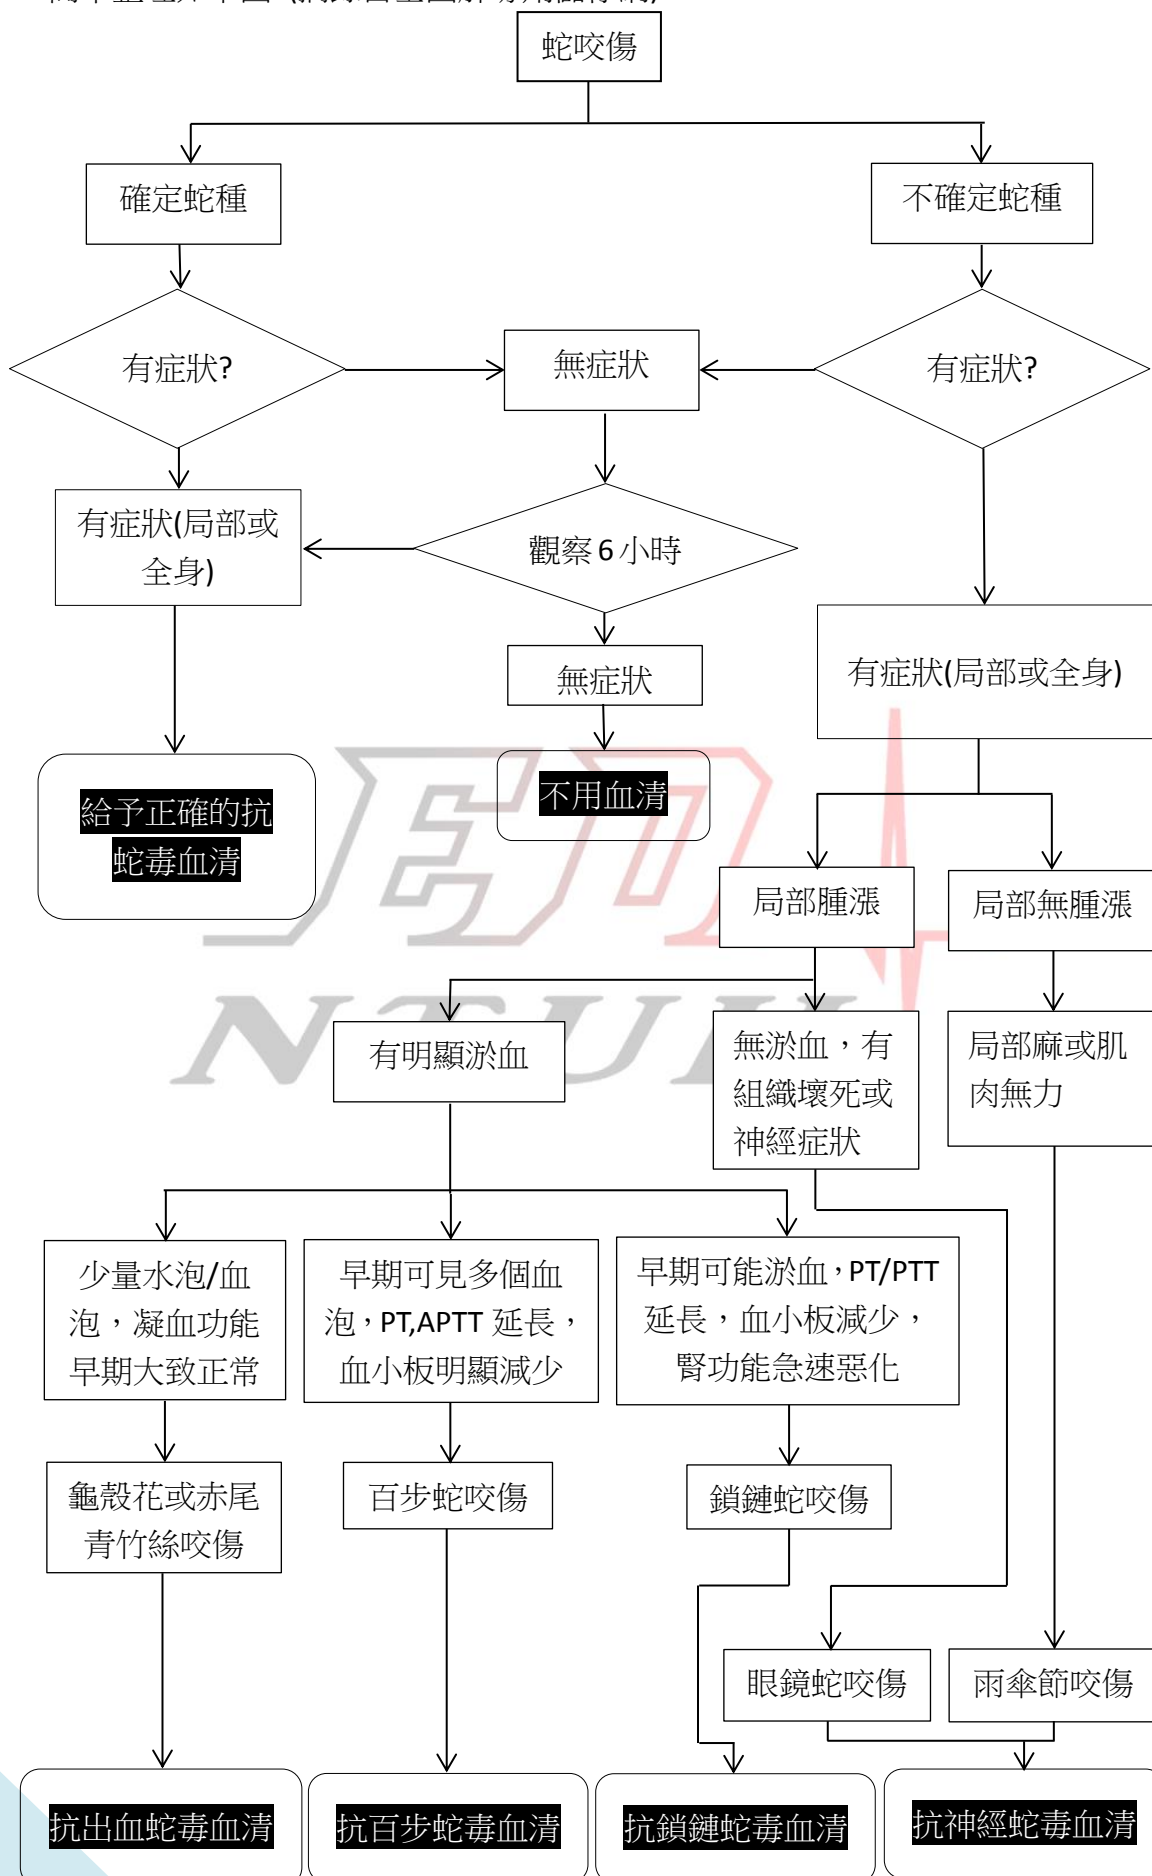 蛇咬傷
確定蛇種
不確定蛇種
有症狀?
無症狀
有症狀?
有症狀(局部或
全身)
觀察 6 小時
無症狀
有症狀(局部或全身)
給予正確的抗
蛇毒血清
不用血清
局部腫漲
局部無腫漲
有明顯淤血
無淤血，有
組織壞死或
神經症狀
局部麻或肌
肉無力
少量水泡/血
泡，凝血功能
早期大致正常
早期可見多個血
泡，PT,APTT 延長，
血小板明顯減少
早期可能淤血，PT/PTT
延長，血小板減少，
腎功能急速惡化
龜殼花或赤尾
青竹絲咬傷
百步蛇咬傷
鎖鏈蛇咬傷
眼鏡蛇咬傷
雨傘節咬傷
抗出血蛇毒血清
抗百步蛇毒血清
抗鎖鏈蛇毒血清
抗神經蛇毒血清
ED
NTUH